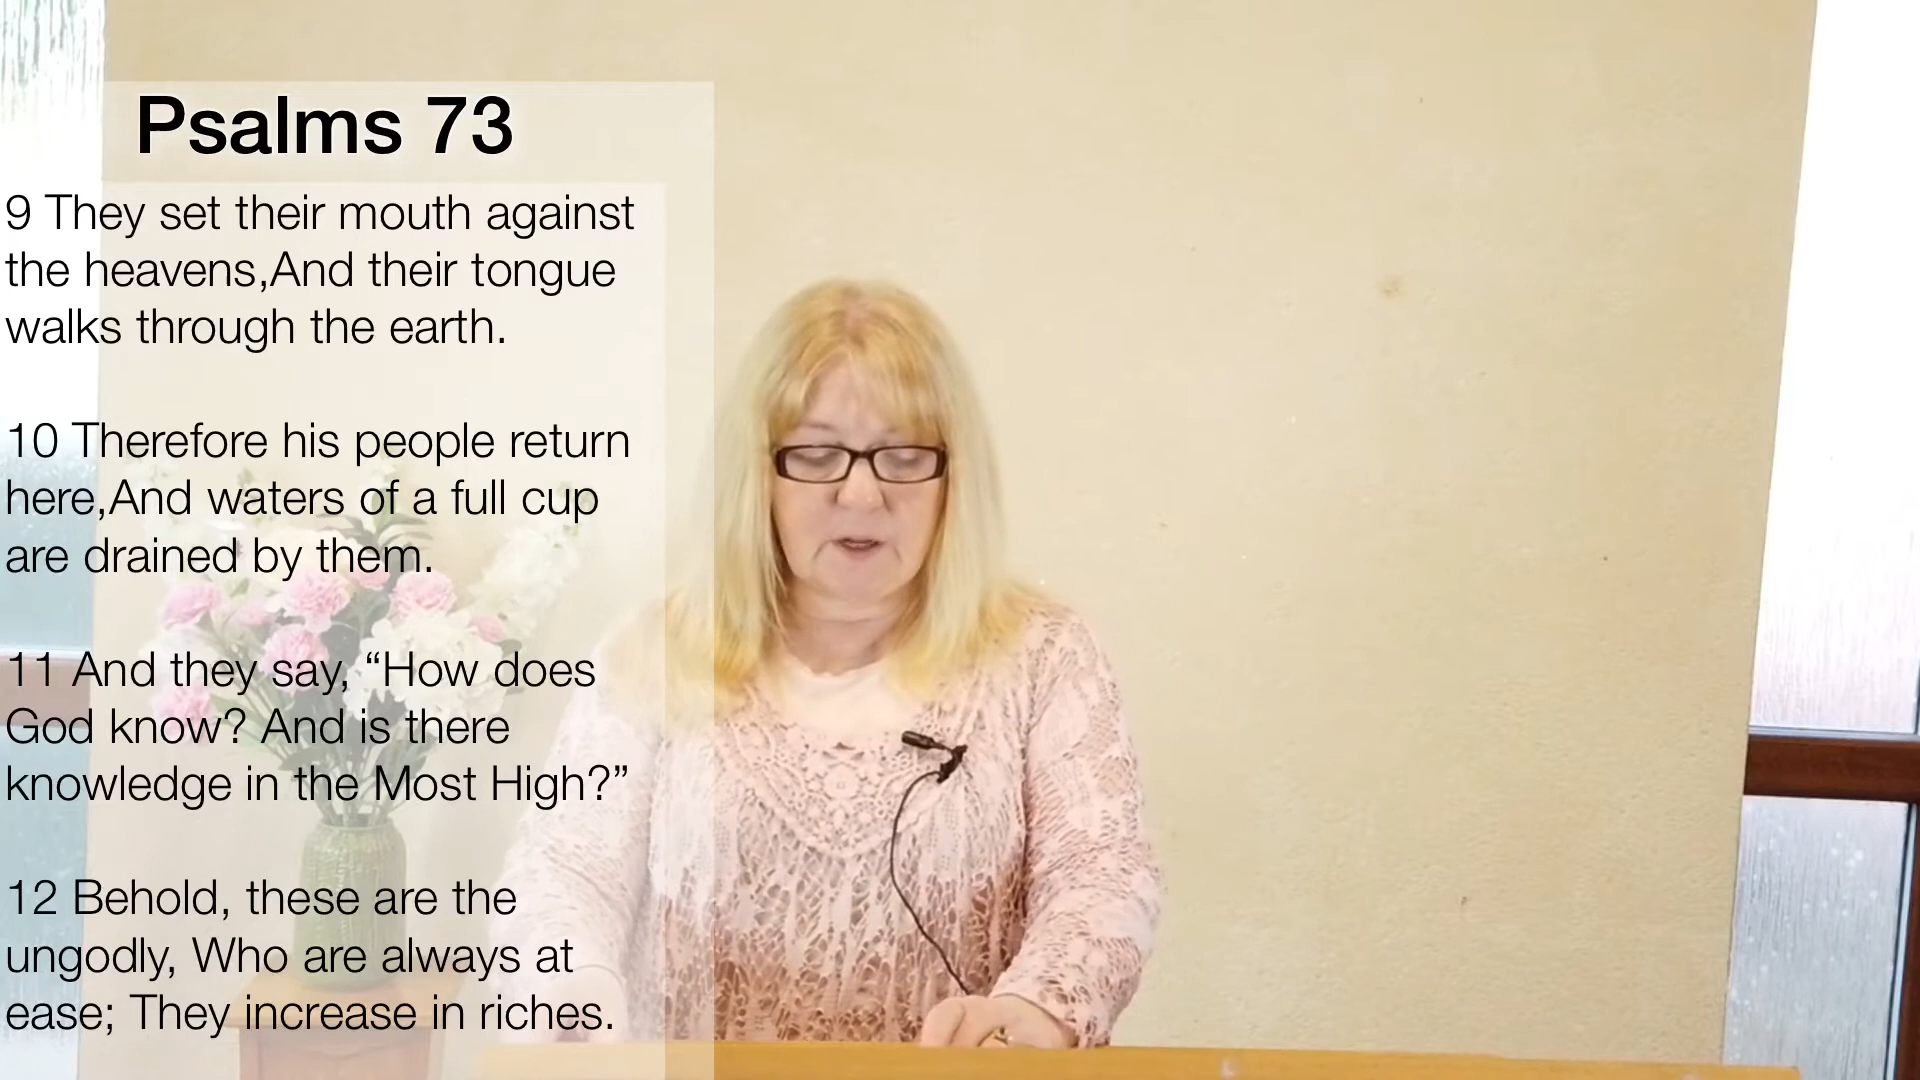 Psalms 73
9 They set their mouth against
the heavens,And their tongue
walks through the earth.
10 Therefore his people return
here,And waters of a full cup
are drained by them.
11 And they say, “How does
God know? And is there
knowledge in the Most High?”
12 Behold, these are the
ungodly, Who are always at
ease; They increase in riches.